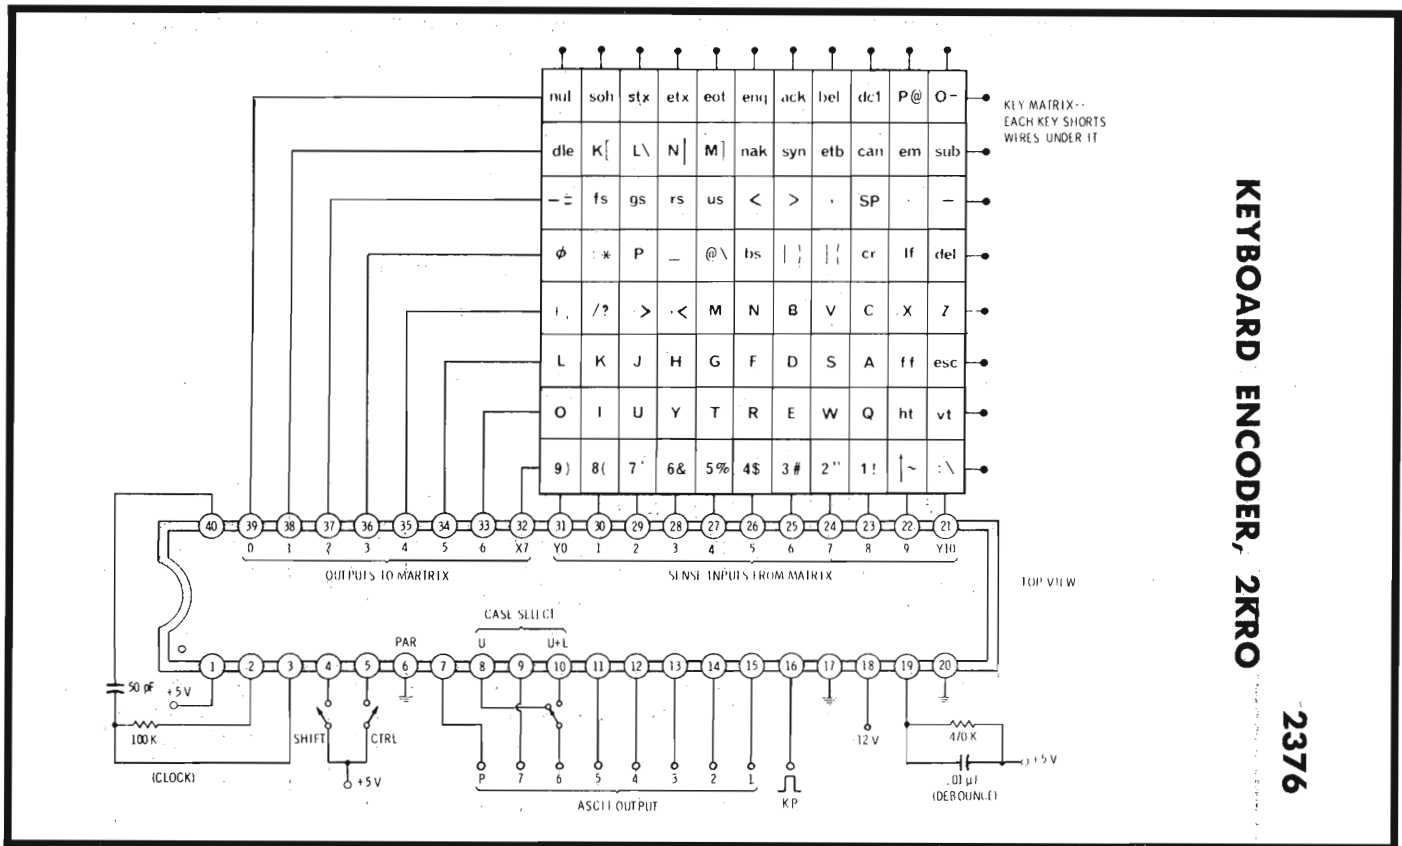 nul soh stx etx eot enq ack bel dc1 P@ O-
KEY MATRIX--
EACH KEY SHORTS
WIRES UNDER IT
dle K[ L\ N| M] nak syn etb can em sub
fs gs rs us < > SP
ϕ :* P _ @\ bs cr lf del
/? > < M N B V C X Z
L K J H G F D S A ff esc
O I U Y T R E W Q ht vt
9) 8( 7' 6& 5% 4$ 3# 2" 1! ~ :\
40 39 38 37 36 35 34 33 32 31 30 29 28 27 26 25 24 23 22 21
0 1 2 3 4 5 6 X7 Y0 1 2 3 4 5 6 7 8 9 Y10
OUTPUTS TO MARTRIX
SENSE INPUTS FROM MATRIX
TOP VIEW
CASE SELECT
PAR
U
U+L
1 2 3 4 5 6 7 8 9 10 11 12 13 14 15 16 17 18 19 20
50 pF
+5V
100K
(CLOCK)
SHIFT
CTRL
+5V
P 7 6 5 4 3 2 1
ASCII OUTPUT
KP
-12V
470K
+5V
.01 μF
(DEBOUNCE)
KEYBOARD ENCODER, 2KRO
2376